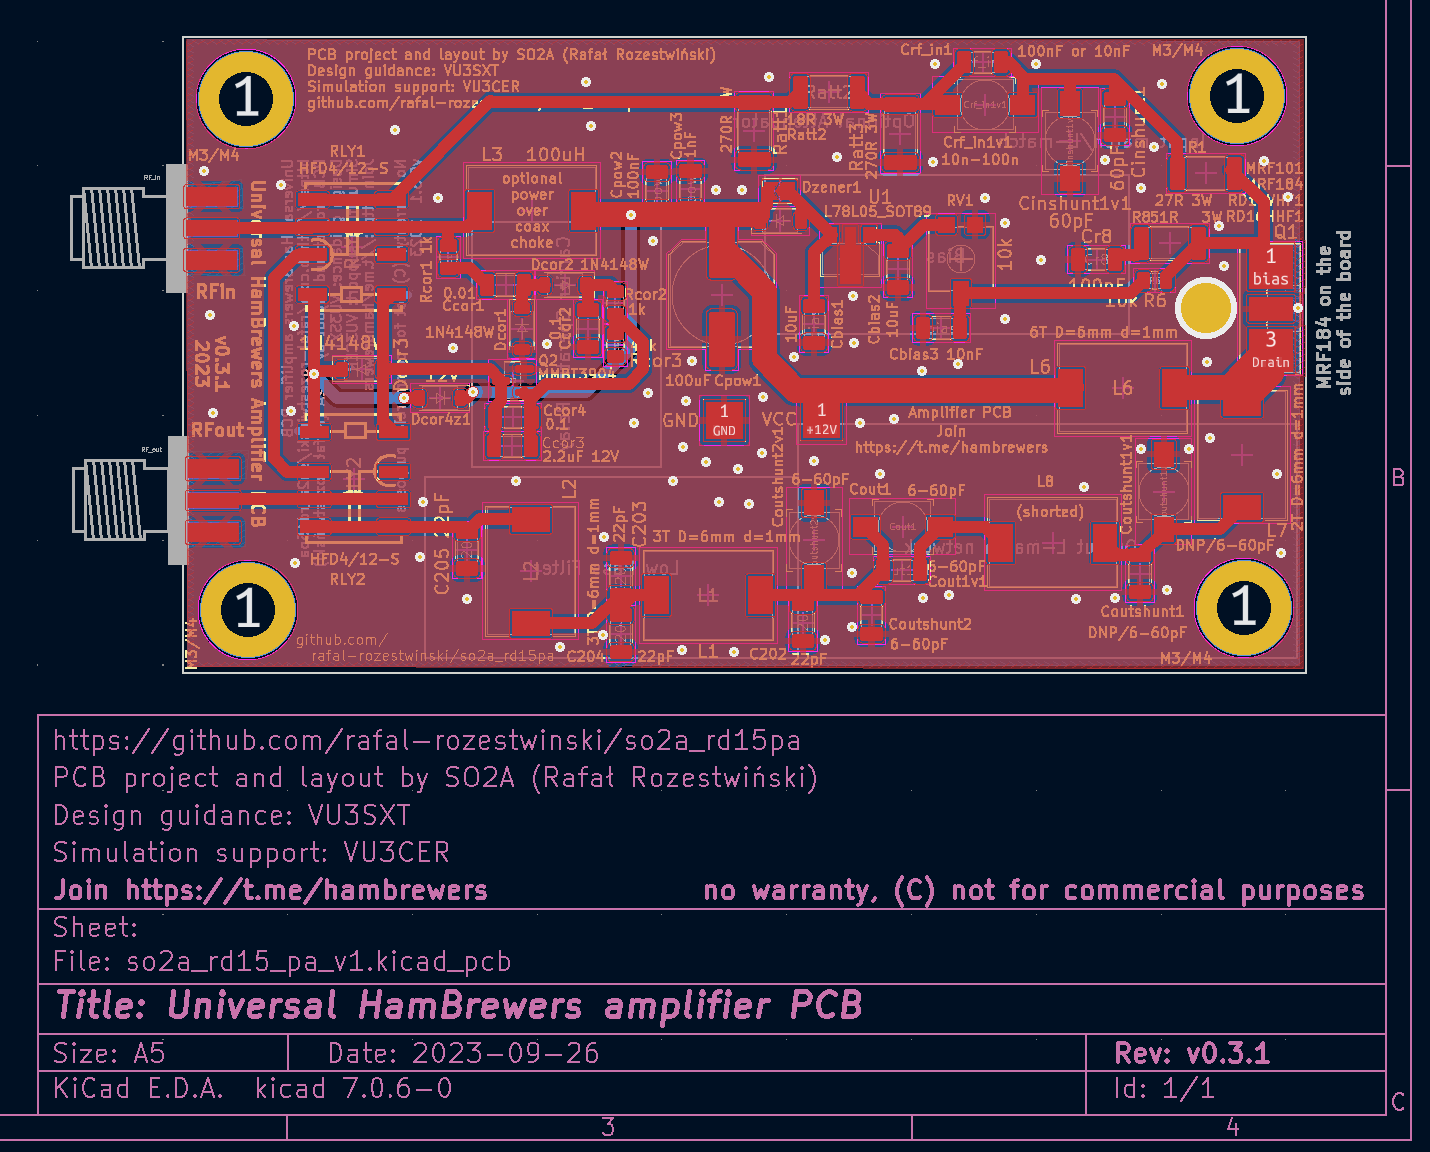 PCB project and layout by SO2A (Rafał Rozestwiński)
Design guidance: VU3SXT
Simulation support: VU3CER
Crf_in1
100nF or 10nF
M3/M4
1
1
M3/M4
RLY1
HFD4/12-S
L3 100uH
optional
power
over
coax
choke
Cpow2
100nF
Cpow3
1nF
270R
Ratt2
18R 3W
Ratt2
Ratt3
270R 3W
Crf_in1v1
Crf_in1v1
10n-100n
60pF
Cinshunt1
R1
27R 3W
MRF101
MRF184
Cinshunt1v1
60pF
R851R 3W
Q1
Dzener1
U1
L78L05_SOT89
RV1
10k
Cr8
100nF
R6
1
bias
3
Drain
MRF184 on the
side of the board
RF_in
RFin
Rcor1 1k
0.01
Ccor1
Dcor2 1N4148W
Rcor2
1k
1N4148W
Dcor1
Ccor2
Q2
MMBT3904
100uF Cpow1
10uF
Cbias1
Cbias2
10uF
Cbias3 10nF
6T D=6mm d=1mm
L6
L6
v0.3.1
2023
Universal HamBrewers Amplifier PCB
12V
Dcor4z1
Ccor4
0.1
Ccor3
2.2uF 12V
GND
1
GND
VCC
1
+12V
Amplifier PCB
Join
https://t.me/hambrewers
RF_out
RFout
HFD4/12-S
RLY2
C205 22pF
L2
22pF
C203
3T D=6mm d=1mm
L1
L1
C204
22pF
C202
22pF
6-60pF
Coutshunt2v1
Cout1
6-60pF
Cout1
6-60pF
Cout1v1
Coutshunt2
6-60pF
L8
(shorted)
Coutshunt1v1
L7
2T D=6mm d=1mm
DNP/6-60pF
Coutshunt1
DNP/6-60pF
M3/M4
1
1
M3/M4
github.com/
rafal-rozestwinski/so2a_rd15pa
https://github.com/rafal-rozestwinski/so2a_rd15pa
PCB project and layout by SO2A (Rafał Rozestwiński)
Design guidance: VU3SXT
Simulation support: VU3CER
Join https://t.me/hambrewers no warranty, (C) not for commercial purposes
Sheet:
File: so2a_rd15_pa_v1.kicad_pcb
Title: Universal HamBrewers amplifier PCB
Size: A5 Date: 2023-09-26 Rev: v0.3.1
KiCad E.D.A. kicad 7.0.6-0 Id: 1/1
B
C
3 4